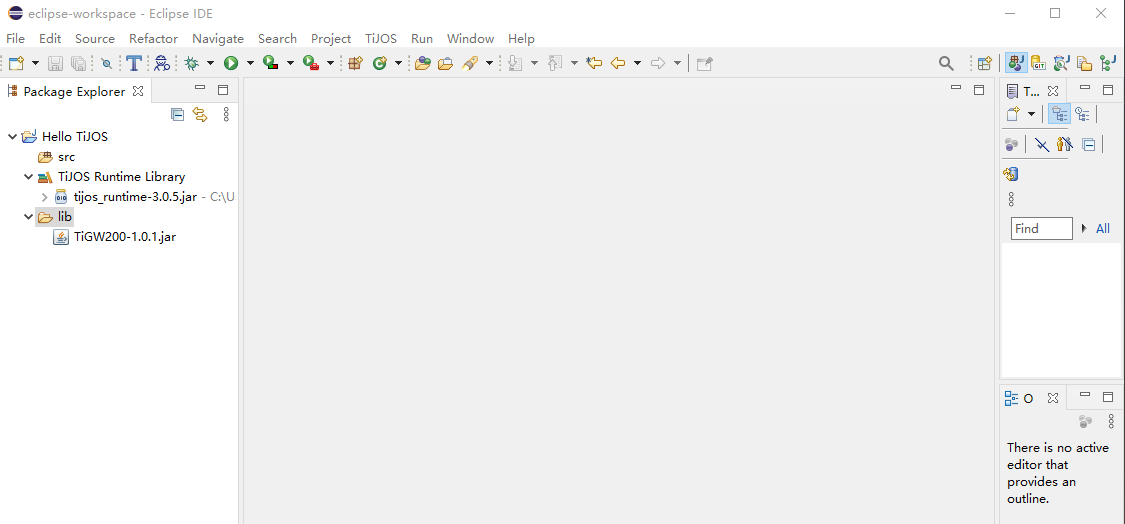 eclipse-workspace - Eclipse IDE
File Edit Source Refactor Navigate Search Project TiJOS Run Window Help
Package Explorer
Hello TiJOS
src
TiJOS Runtime Library
tijos_runtime-3.0.5.jar - C:\U
lib
TiGW200-1.0.1.jar
T...
Find
All
O
There is no active
editor that
provides an
outline.